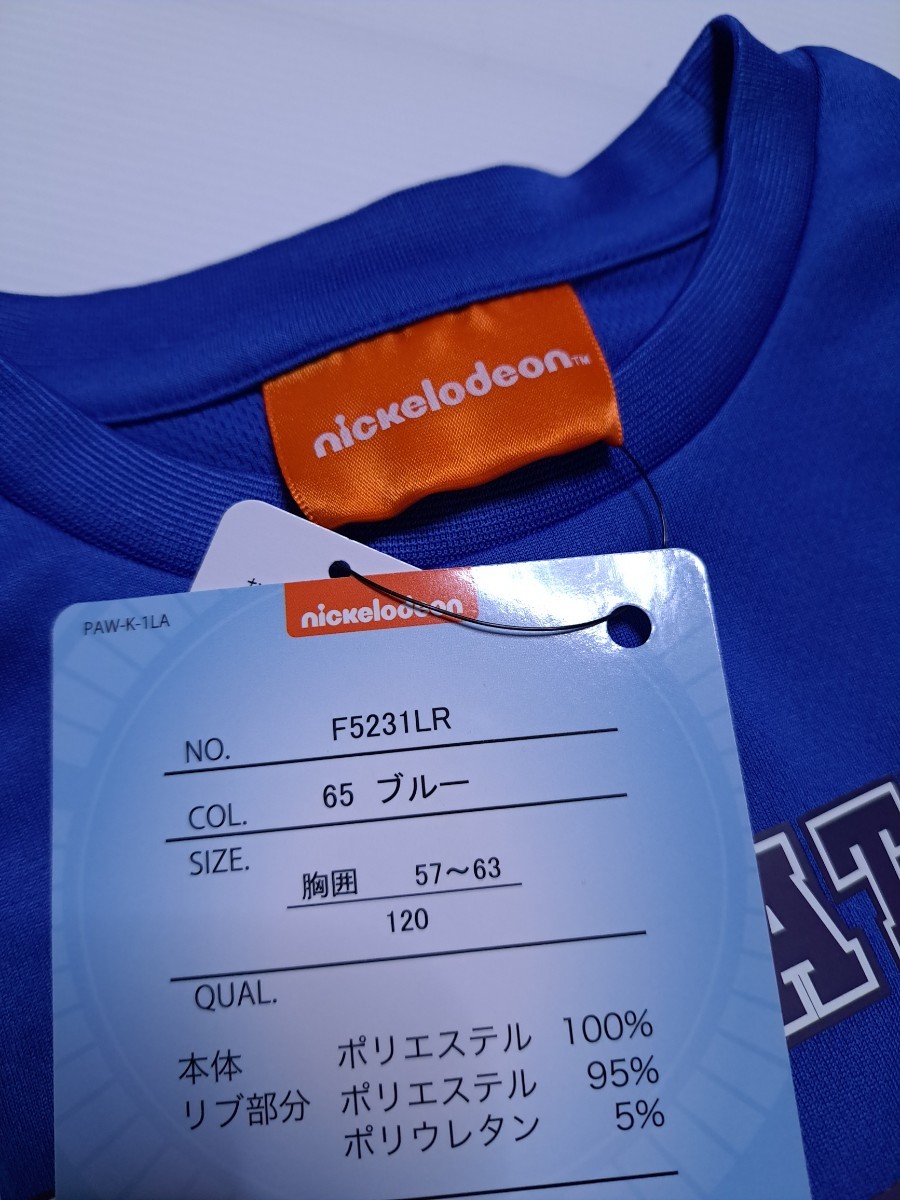 nickelodeon™
PAW-K-1LA
nickelodeon
NO. F5231LR
COL. 65 ブルー
SIZE.
胸囲 57～63
120
QUAL.
本体 ポリエステル 100%
リブ部分 ポリエステル 95%
ポリウレタン 5%
AT